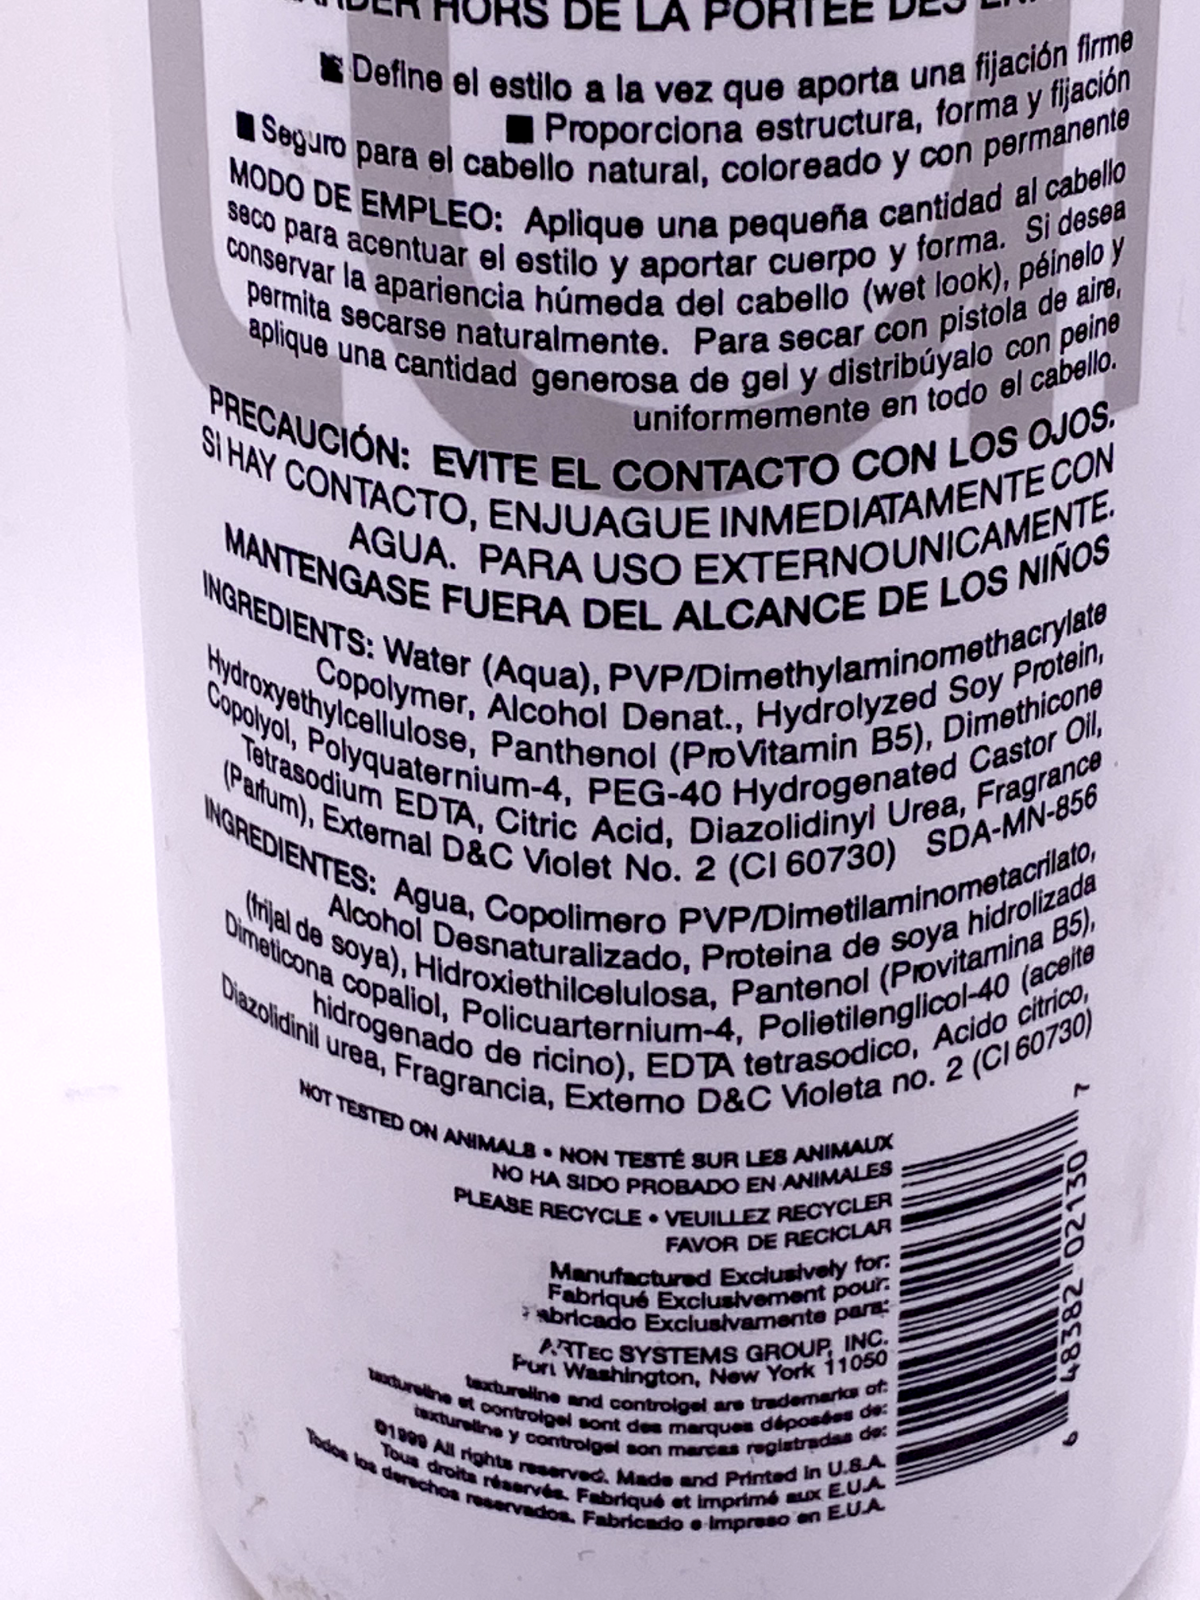 HORS DE LA PORTÉE DES
■ Define el estilo a la vez que aporta una fijación firme
■ Proporciona estructura, forma y fijación
■ Seguro para el cabello natural, coloreado y con permanente
MODO DE EMPLEO: Aplique una pequeña cantidad al cabello
seco para acentuar el estilo y aportar cuerpo y forma. Si desea
conservar la apariencia húmeda del cabello (wet look), péinelo y
permita secarse naturalmente. Para secar con pistola de aire,
aplique una cantidad generosa de gel y distribúyalo con peine
uniformemente en todo el cabello.
PRECAUCIÓN: EVITE EL CONTACTO CON LOS OJOS.
SI HAY CONTACTO, ENJUAGUE INMEDIATAMENTE CON
AGUA. PARA USO EXTERNOUNICAMENTE.
MANTENGASE FUERA DEL ALCANCE DE LOS NIÑOS
INGREDIENTS: Water (Aqua), PVP/Dimethylaminomethacrylate
Copolymer, Alcohol Denat., Hydrolyzed Soy Protein,
Hydroxyethylcellulose, Panthenol (ProVitamin B5), Dimethicone
Copolyol, Polyquaternium-4, PEG-40 Hydrogenated Castor Oil,
Tetrasodium EDTA, Citric Acid, Diazolidinyl Urea, Fragrance
(Parfum), External D&C Violet No. 2 (CI 60730) SDA-MN-856
INGREDIENTES: Agua, Copolimero PVP/Dimetilaminometacrilato,
Alcohol Desnaturalizado, Proteina de soya hidrolizada
(frijal de soya), Hidroxiethilcelulosa, Pantenol (Provitamina B5),
Dimeticona copaliol, Policuarternium-4, Polietilenglicol-40 (aceite
hidrogenado de ricino), EDTA tetrasodico, Acido citrico,
Diazolidinil urea, Fragrancia, Externo D&C Violeta no. 2 (CI 60730)
NOT TESTED ON ANIMALS • NON TESTÉ SUR LES ANIMAUX
NO HA SIDO PROBADO EN ANIMALES
PLEASE RECYCLE • VEUILLEZ RECYCLER
FAVOR DE RECICLAR
Manufactured Exclusively for:
Fabriqué Exclusivement pour:
Fabricado Exclusivamente para:
ARTEC SYSTEMS GROUP, INC.
Port Washington, New York 11050
textureline and controlgel are trademarks of:
textureline et controlgel sont des marques déposées de:
textureline y controlgel son marcas registradas de:
©1999 All rights reserved. Made and Printed in U.S.A.
Tous droits réservés. Fabriqué et imprimé aux E.U.A.
Todos los derechos reservados. Fabricado e Impreso en E.U.A.
6 48382 02130 7